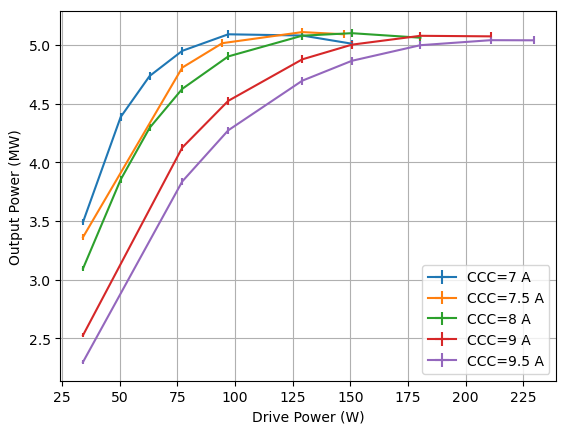 5.0
4.5
4.0
3.5
3.0
2.5
Output Power (MW)
25 50 75 100 125 150 175 200 225
Drive Power (W)
CCC=7 A
CCC=7.5 A
CCC=8 A
CCC=9 A
CCC=9.5 A